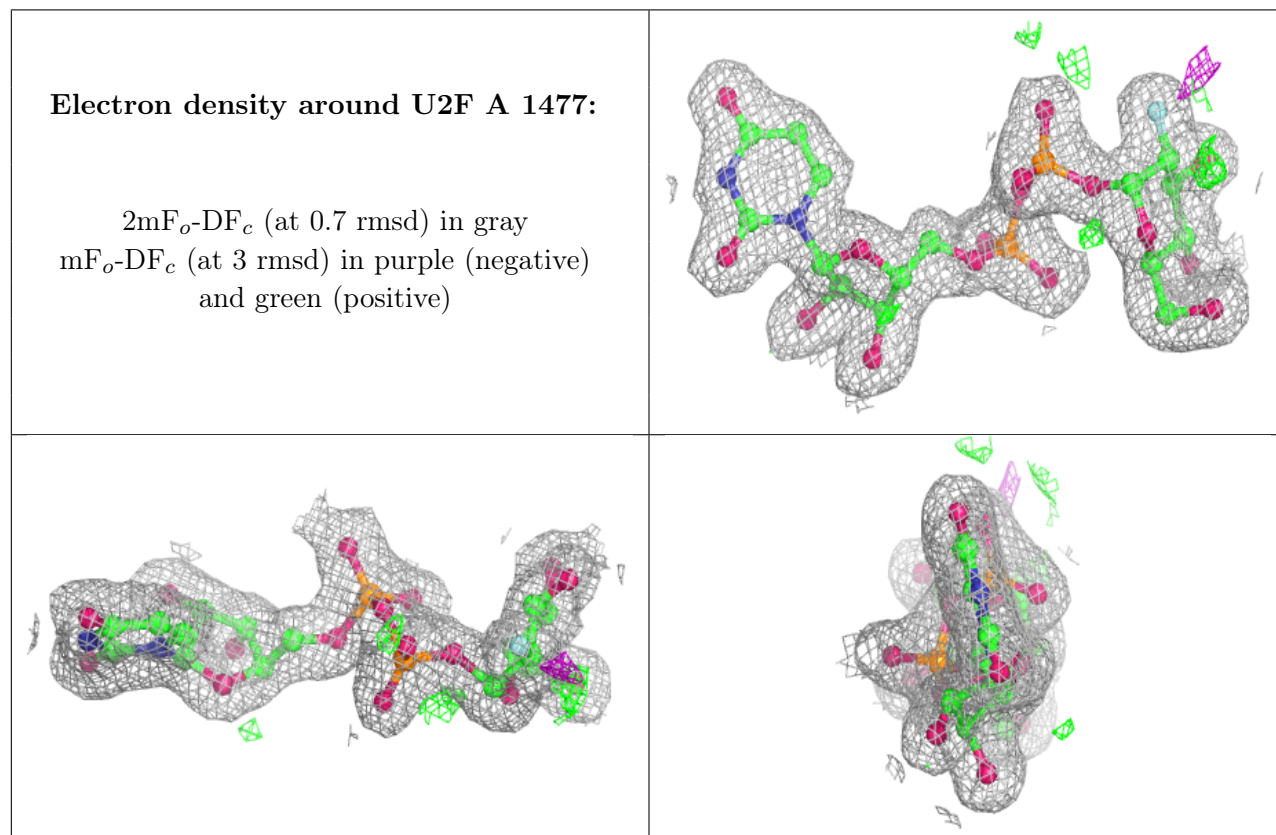 Electron density around U2F A 1477:
2mFo-DFc (at 0.7 rmsd) in gray
mFo-DFc (at 3 rmsd) in purple (negative)
and green (positive)